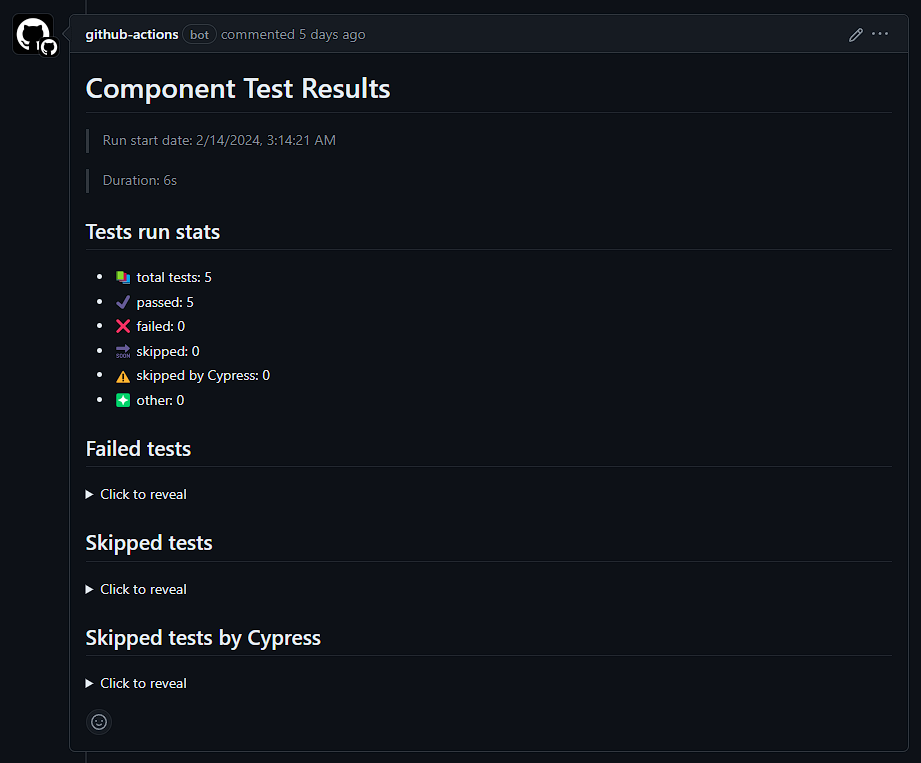 github-actions bot commented 5 days ago
Component Test Results
Run start date: 2/14/2024, 3:14:21 AM
Duration: 6s
Tests run stats
total tests: 5
passed: 5
failed: 0
SOON skipped: 0
skipped by Cypress: 0
other: 0
Failed tests
Click to reveal
Skipped tests
Click to reveal
Skipped tests by Cypress
Click to reveal